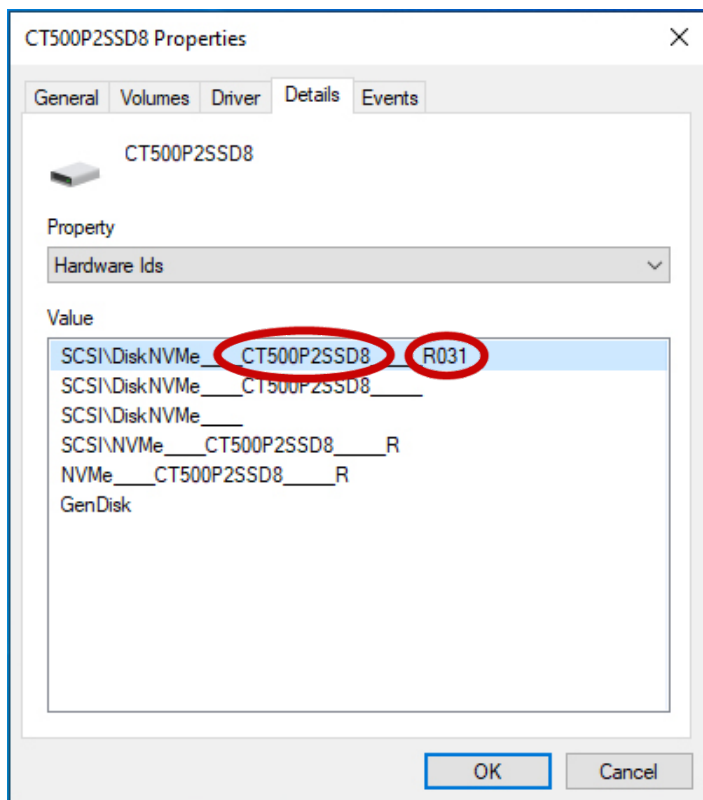 CT500P2SSD8 Properties
General Volumes Driver Details Events
CT500P2SSD8
Property
Hardware Ids
Value
SCSI\DiskNVMe____CT500P2SSD8_____R031
SCSI\DiskNVMe____CT500P2SSD8_____
SCSI\DiskNVMe____
SCSI\NVMe____CT500P2SSD8_____R
NVMe____CT500P2SSD8_____R
GenDisk
OK Cancel